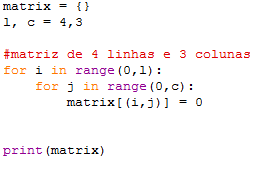 matrix = {}
l, c = 4,3
#matriz de 4 linhas e 3 colunas
for i in range(0,l):
    for j in range(0,c):
        matrix[(i,j)] = 0
print(matrix)